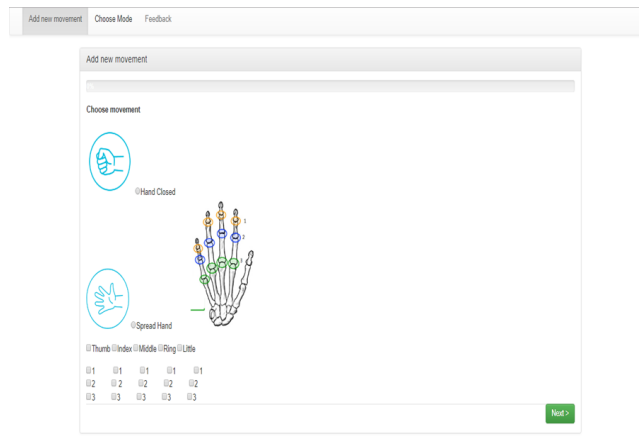 Add new movement Choose Mode Feedback
Add new movement
Choose movement
Hand Closed
1
2
3
Spread Hand
Thumb Index Middle Ring Little
1 1 1 1 1
2 2 2 2 2
3 3 3 3 3
Next >